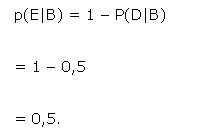 p(E|B) = 1 – P(D|B)
= 1 – 0,5
= 0,5.